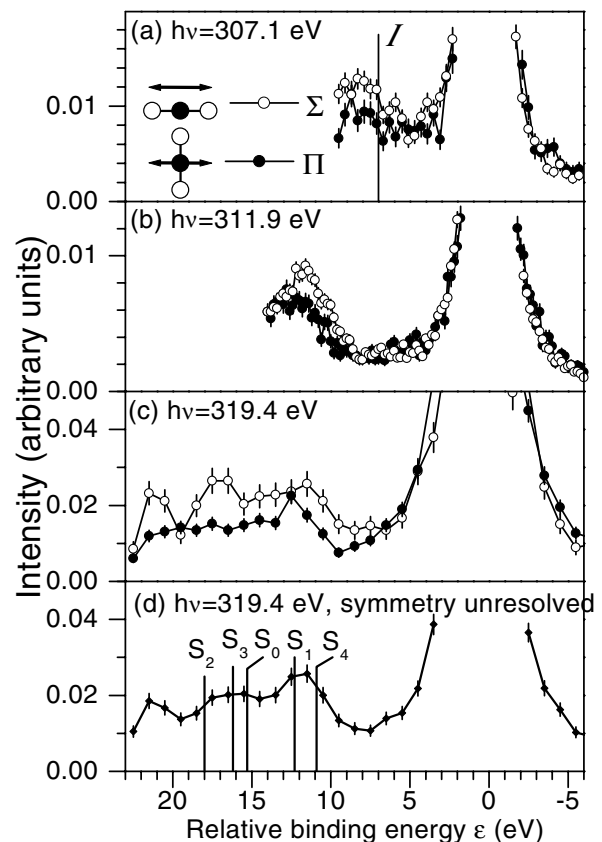 (a) hν=307.1 eV
I
0.01
Σ
Π
0.00
(b) hν=311.9 eV
0.01
0.00
(c) hν=319.4 eV
0.04
0.02
0.00
(d) hν=319.4 eV, symmetry unresolved
0.04
S₂ S₃ S₀ S₁ S₄
0.02
0.00
20 15 10 5 0 -5
Relative binding energy ε (eV)
Intensity (arbitrary units)